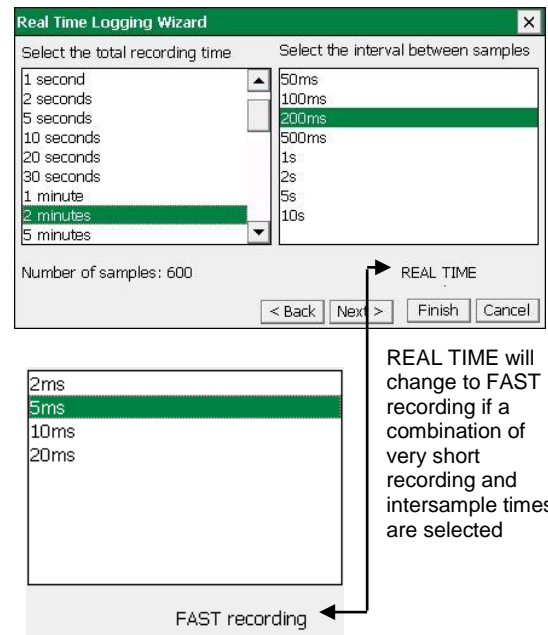 Real Time Logging Wizard
Select the total recording time
1 second
2 seconds
5 seconds
10 seconds
20 seconds
30 seconds
1 minute
2 minutes
5 minutes
Select the interval between samples
50ms
100ms
200ms
500ms
1s
2s
5s
10s
Number of samples: 600
REAL TIME
< Back Next > Finish Cancel
2ms
5ms
10ms
20ms
FAST recording
REAL TIME will
change to FAST
recording if a
combination of
very short
recording and
intersample times
are selected